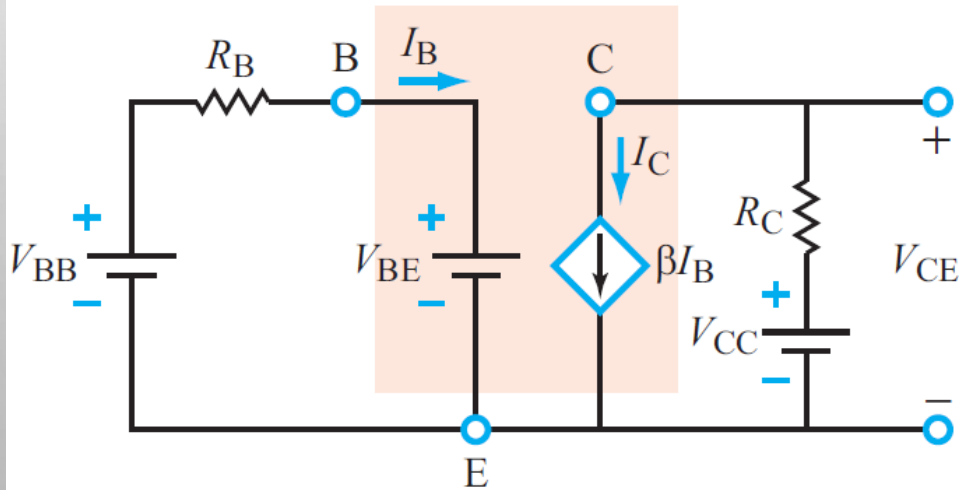 R_B
B
I_B
C
I_C
+
R_C
+
V_BB
−
+
V_BE
−
βI_B
+
V_CC
−
V_CE
−
E